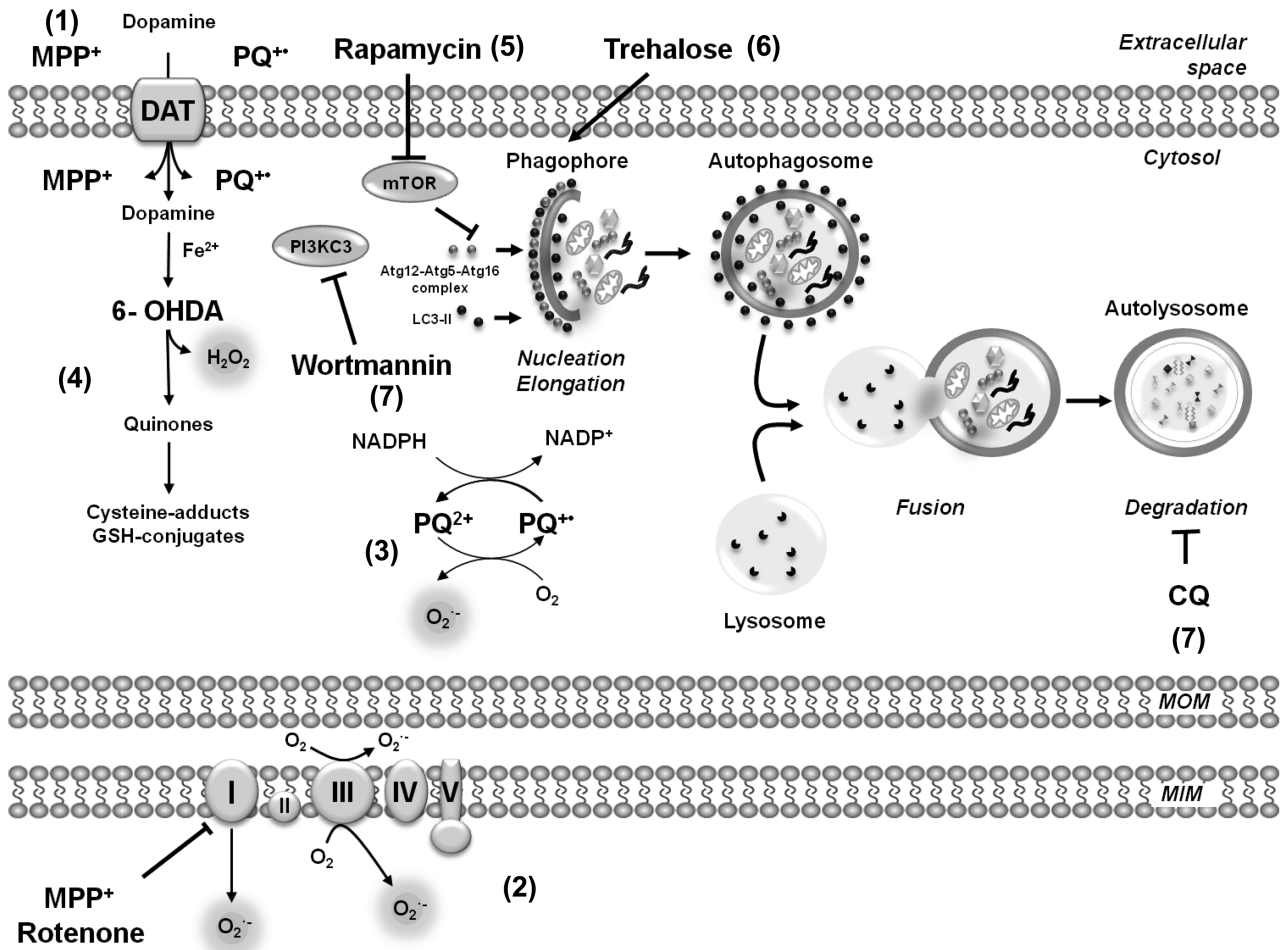 (1)
Dopamine
MPP⁺
PQ⁺•
DAT
MPP⁺
PQ⁺•
Dopamine
Fe²⁺
6- OHDA
H₂O₂
(4)
Quinones
Cysteine-adducts
GSH-conjugates
Rapamycin (5)
mTOR
PI3KC3
Atg12-Atg5-Atg16
complex
LC3-II
Wortmannin
(7)
Trehalose (6)
Phagophore
Nucleation
Elongation
Autophagosome
Extracellular
space
Cytosol
Autolysosome
Fusion
Degradation
CQ
(7)
Lysosome
NADPH
NADP⁺
PQ²⁺
PQ⁺•
(3)
O₂·⁻
O₂
MOM
O₂
O₂·⁻
I
II
III
IV
V
MiM
O₂
MPP⁺
Rotenone
O₂·⁻
O₂·⁻
(2)